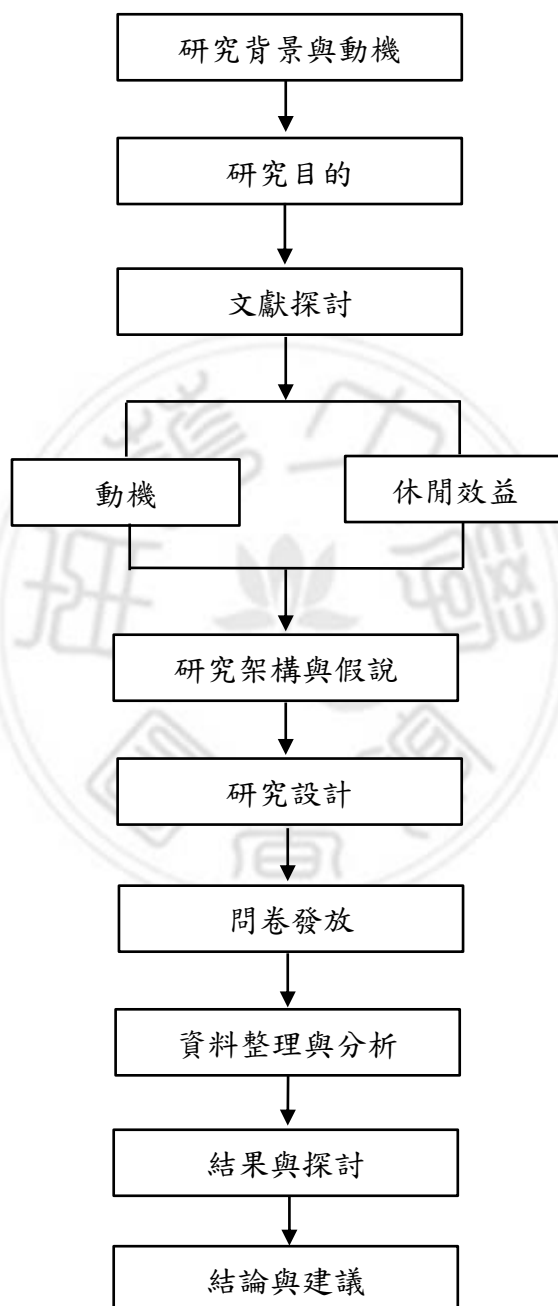 研究背景與動機
研究目的
文獻探討
動機
休閒效益
研究架構與假說
研究設計
問卷發放
資料整理與分析
結果與探討
結論與建議